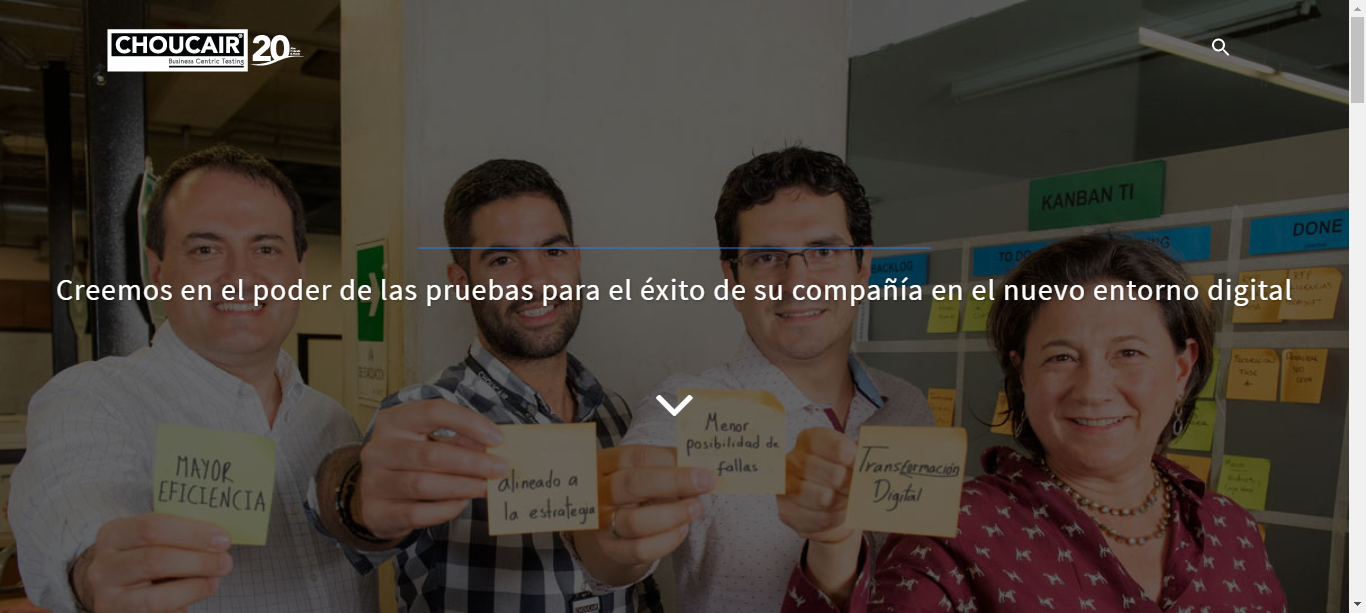 CHOUCAIR
Business Centric Testing
20
KANBAN TI
DONE
TO DO
BACKLOG
Creemos en el poder de las pruebas para el éxito de su compañía en el nuevo entorno digital
MAYOR
EFICIENCIA
alineado a
la estrategia
Menor
posibilidad de
fallas
Transformación
Digital
CHOUCAIR